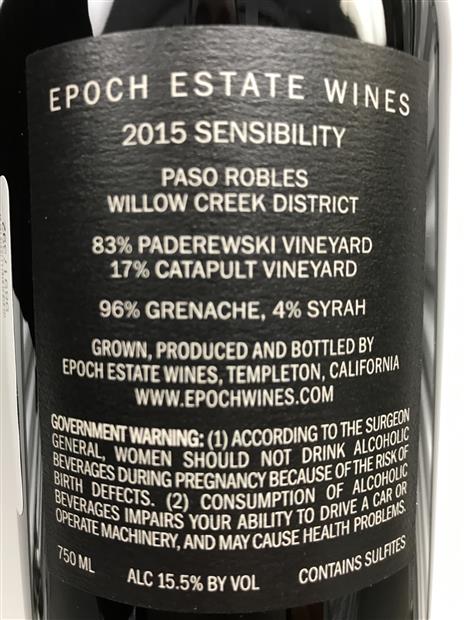 EPOCH ESTATE WINES
2015 SENSIBILITY
PASO ROBLES
WILLOW CREEK DISTRICT
83% PADEREWSKI VINEYARD
17% CATAPULT VINEYARD
96% GRENACHE, 4% SYRAH
GROWN, PRODUCED AND BOTTLED BY
EPOCH ESTATE WINES, TEMPLETON, CALIFORNIA
WWW.EPOCHWINES.COM
GOVERNMENT WARNING: (1) ACCORDING TO THE SURGEON
GENERAL, WOMEN SHOULD NOT DRINK ALCOHOLIC
BEVERAGES DURING PREGNANCY BECAUSE OF THE RISK OF
BIRTH DEFECTS. (2) CONSUMPTION OF ALCOHOLIC
BEVERAGES IMPAIRS YOUR ABILITY TO DRIVE A CAR OR
OPERATE MACHINERY, AND MAY CAUSE HEALTH PROBLEMS.
750 ML ALC 15.5% BY VOL CONTAINS SULFITES